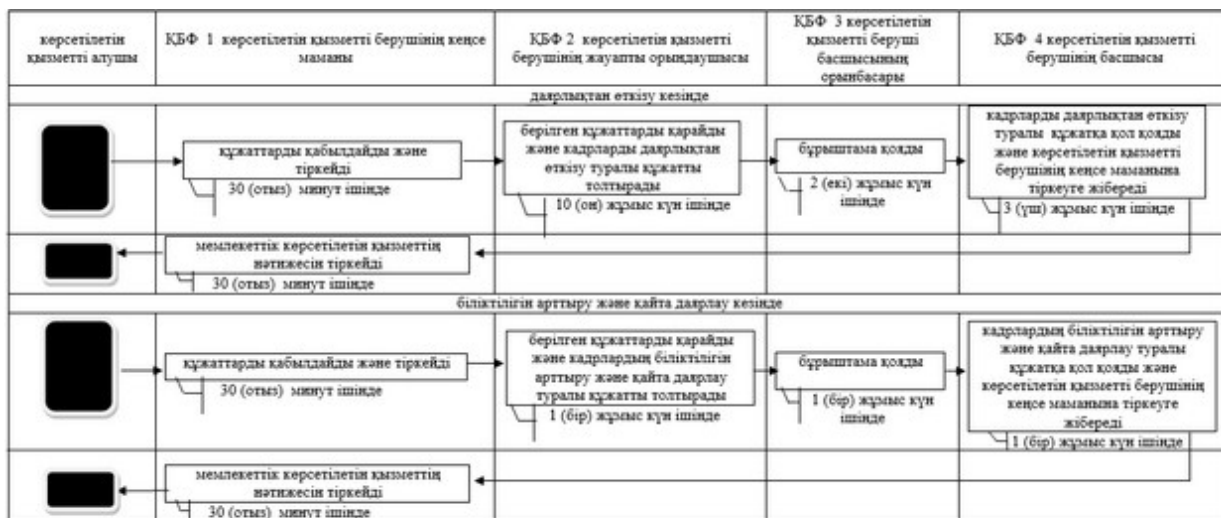 көрсетілетін
қызметті алушы
ҚБФ 1 көрсетілетін қызметті берушінің кеңсе
маманы
ҚБФ 2 көрсетілетін қызметті
берушінің жауапты орындаушысы
ҚБФ 3 көрсетілетін
қызметті беруші
басшысының
орынбасары
ҚБФ 4 көрсетілетін қызметті
берушінің басшысы
даярлықтан өткізу кезінде
құжаттарды қабылдайды және
тіркейді
30 (отыз) минут ішінде
берілген құжаттарды қарайды
және кадрларды даярлықтан
өткізу туралы құжатты
толтырады
10 (он) жұмыс күн ішінде
бұрыштама қояды
2 (екі) жұмыс күн
ішінде
кадрларды даярлықтан өткізу
туралы құжатқа қол қояды
және көрсетілетін қызметті
берушінің кеңсе маманына
тіркеуге жібереді
3 (үш) жұмыс күн ішінде
мемлекеттік көрсетілетін қызметтің
нәтижесін тіркейді
30 (отыз) минут ішінде
біліктілігін арттыру және қайта даярлау кезінде
құжаттарды қабылдайды және тіркейді
30 (отыз) минут ішінде
берілген құжаттарды қарайды
және кадрлардың біліктілігін
арттыру және қайта даярлау
туралы құжатты толтырады
1 (бір) жұмыс күн ішінде
бұрыштама қояды
1 (бір) жұмыс күн
ішінде
кадрлардың біліктілігін арттыру
және қайта даярлау туралы
құжатқа қол қояды және
көрсетілетін қызметті берушінің
кеңсе маманына тіркеуге
жібереді
1 (бір) жұмыс күн ішінде
мемлекеттік көрсетілетін қызметтің
нәтижесін тіркейді
30 (отыз) минут ішінде